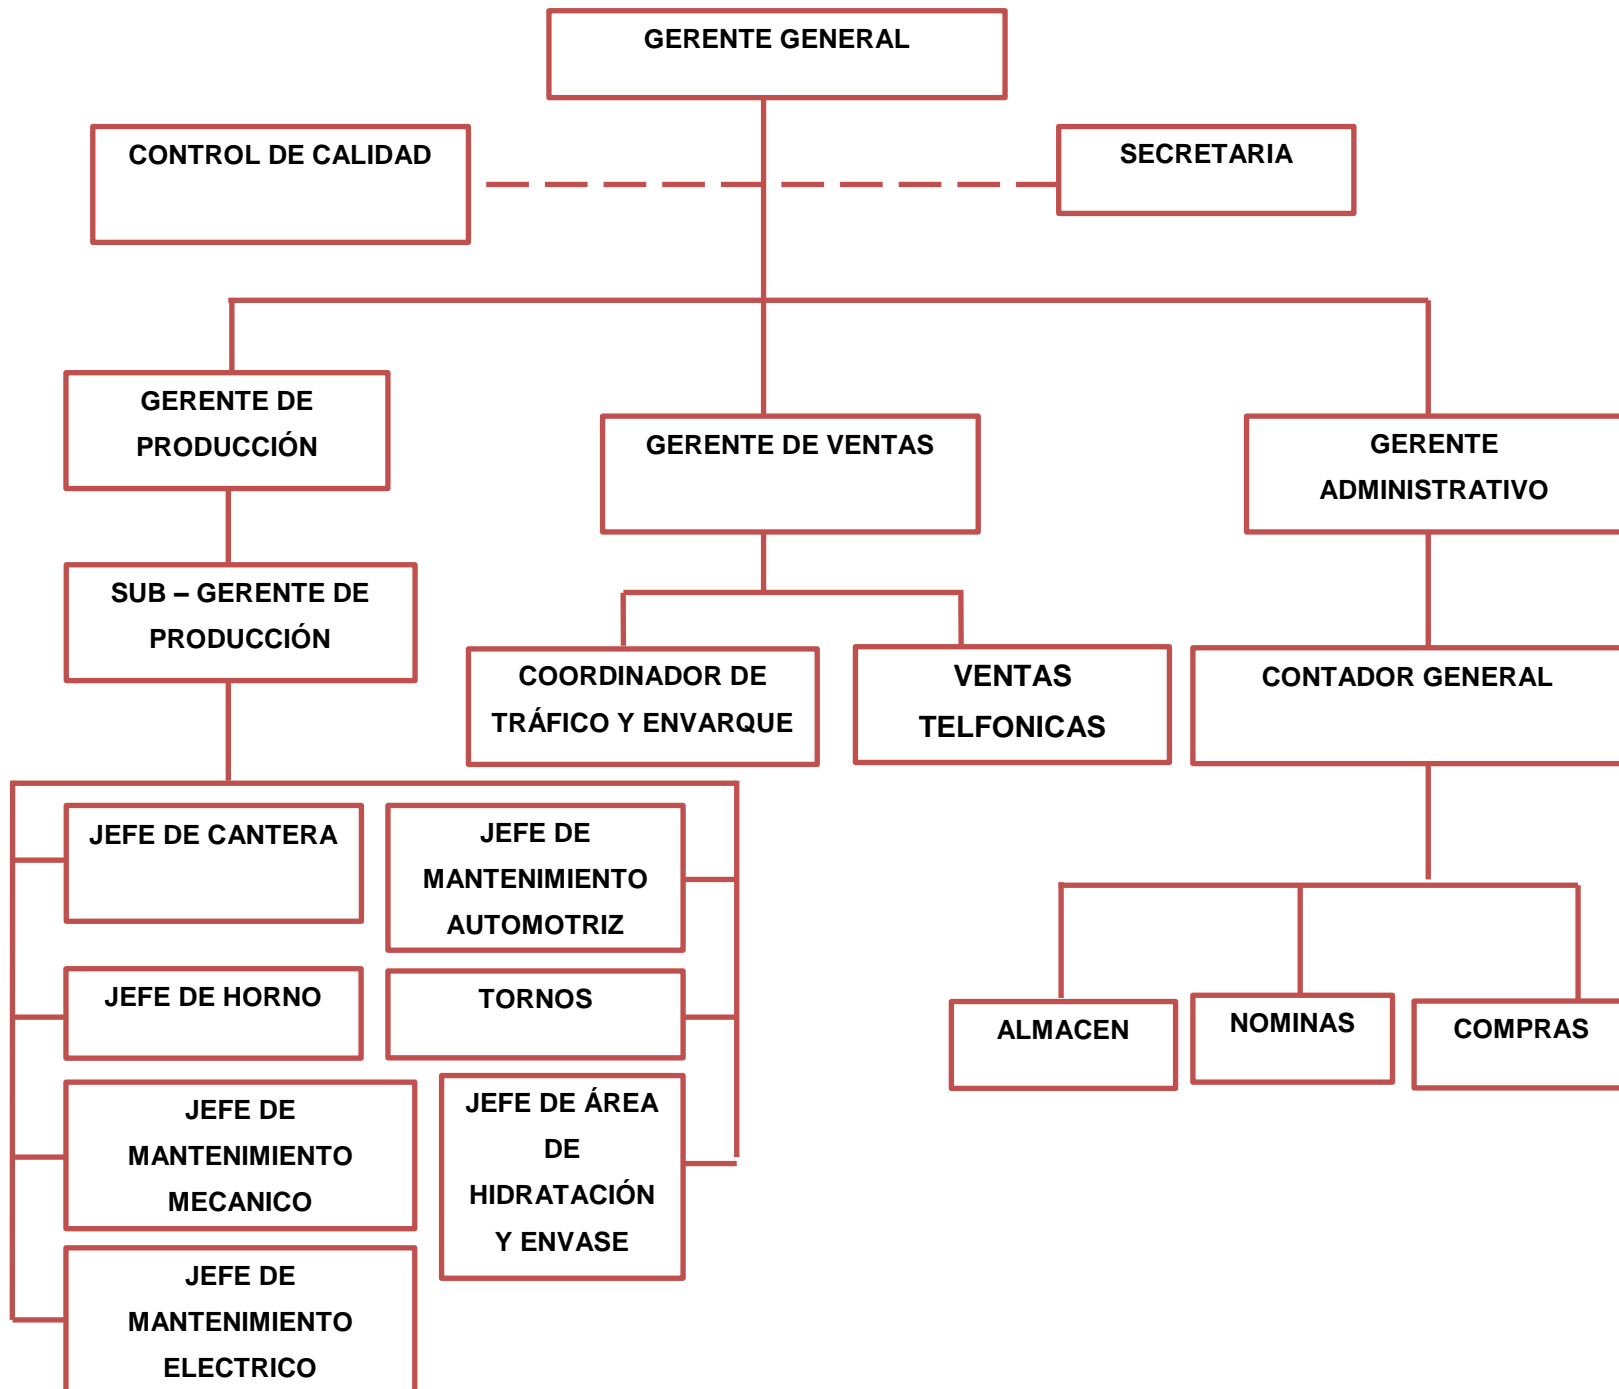 GERENTE GENERAL
CONTROL DE CALIDAD
SECRETARIA
GERENTE DE
PRODUCCIÓN
GERENTE DE VENTAS
GERENTE
ADMINISTRATIVO
SUB – GERENTE DE
PRODUCCIÓN
COORDINADOR DE
TRÁFICO Y ENVARQUE
VENTAS
TELFONICAS
CONTADOR GENERAL
JEFE DE CANTERA
JEFE DE
MANTENIMIENTO
AUTOMOTRIZ
JEFE DE HORNO
TORNOS
ALMACEN
NOMINAS
COMPRAS
JEFE DE
MANTENIMIENTO
MECANICO
JEFE DE ÁREA
DE
HIDRATACIÓN
Y ENVASE
JEFE DE
MANTENIMIENTO
ELECTRICO